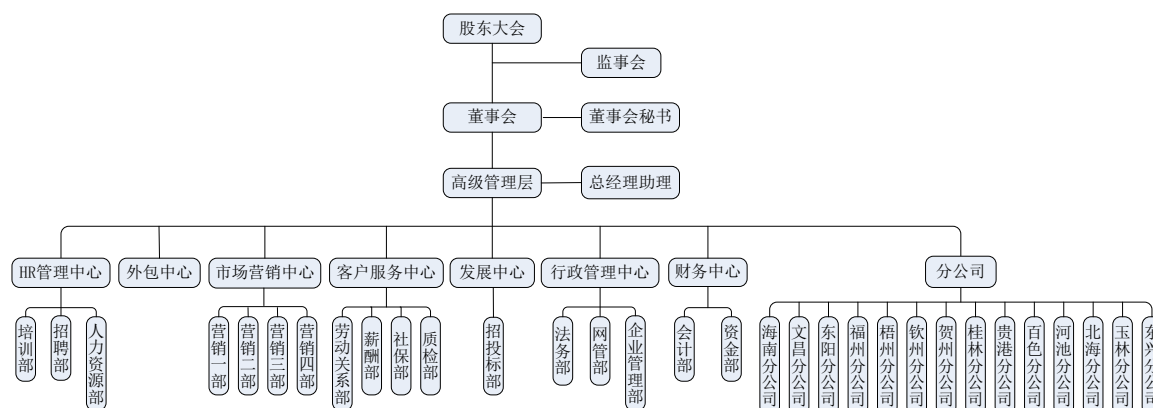 股东大会
监事会
董事会
董事会秘书
高级管理层
总经理助理
HR管理中心
外包中心
市场营销中心
客户服务中心
发展中心
行政管理中心
财务中心
分公司
培训部
招聘部
人力资源部
营销一部
营销二部
营销三部
营销四部
劳动关系部
薪酬部
社保部
质检部
招投标部
法务部
网管部
企业管理部
会计部
资金部
海南分公司
文昌分公司
东阳分公司
福州分公司
梧州分公司
钦州分公司
贺州分公司
桂林分公司
贵港分公司
百色分公司
河池分公司
北海分公司
玉林分公司
东兴分公司